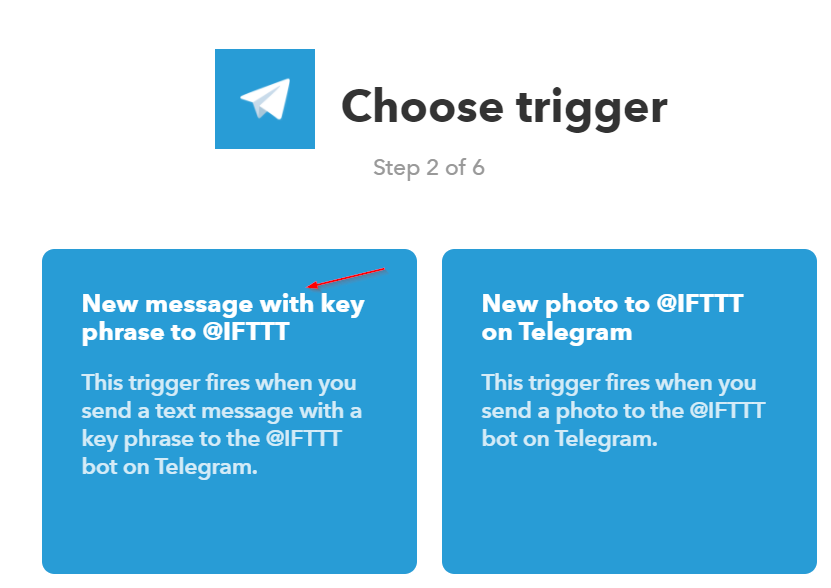 Choose trigger
Step 2 of 6
New message with key
phrase to @IFTTT
This trigger fires when you
send a text message with a
key phrase to the @IFTTT
bot on Telegram.
New photo to @IFTTT
on Telegram
This trigger fires when you
send a photo to the @IFTTT
bot on Telegram.